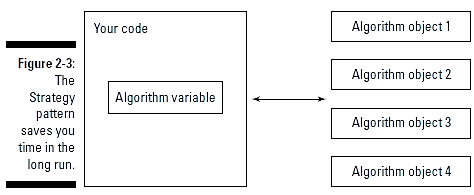 Figure 2-3:
The
Strategy
pattern
saves you
time in the
long run.
Your code
Algorithm variable
Algorithm object 1
Algorithm object 2
Algorithm object 3
Algorithm object 4